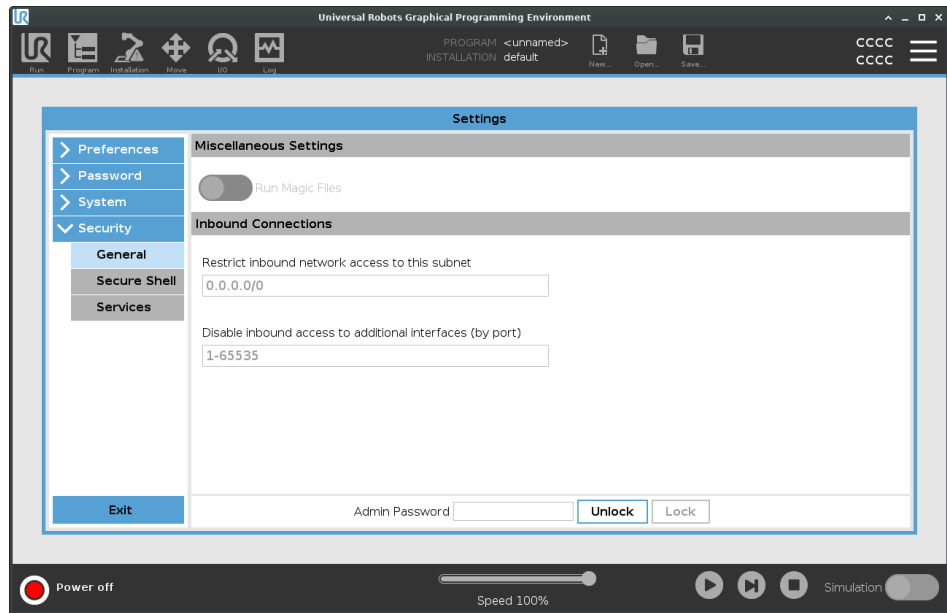 Universal Robots Graphical Programming Environment
PROGRAM <unnamed>
INSTALLATION default
CCCC
CCCC
Run
Program
Installation
Move
I/O
Log
New...
Open...
Save...
Settings
Preferences
Password
System
Security
General
Secure Shell
Services
Exit
Miscellaneous Settings
Run Magic Files
Inbound Connections
Restrict inbound network access to this subnet
0.0.0.0/0
Disable inbound access to additional interfaces (by port)
1-65535
Admin Password
Unlock
Lock
Power off
Speed 100%
Simulation